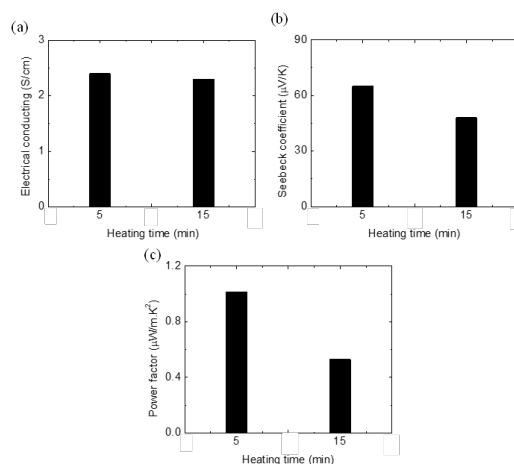 (a)
Electrical conducting (S/cm)
3
2
1
0
5
15
Heating time (min)
(b)
Seebeck coefficient (µV/K)
90
60
30
0
5
15
Heating time (min)
(c)
Power factor (µW/m.K²)
1.2
0.8
0.4
0.0
5
15
Heating time (min)